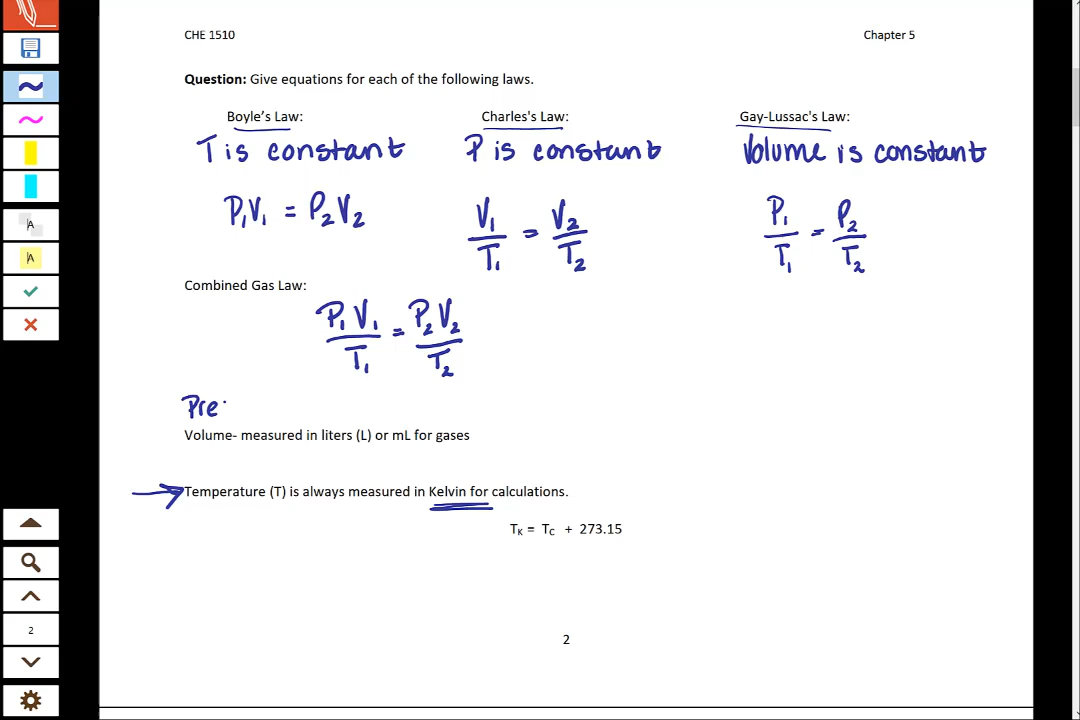 CHE 1510 Chapter 5
Question: Give equations for each of the following laws.
Boyle's Law: Charles's Law: Gay-Lussac's Law:
T is constant P is constant Volume is constant
P₁V₁ = P₂V₂ V₁/T₁ = V₂/T₂ P₁/T₁ = P₂/T₂
Combined Gas Law:
P₁V₁/T₁ = P₂V₂/T₂
Pre
Volume- measured in liters (L) or mL for gases
Temperature (T) is always measured in Kelvin for calculations.
Tₖ = T_C + 273.15
2
A
A
2